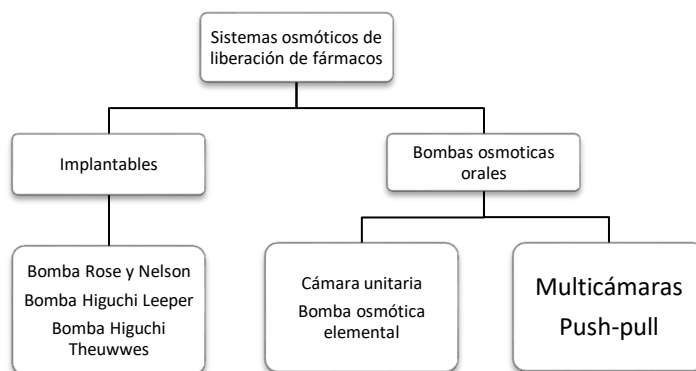 Sistemas osmóticos de
liberación de fármacos
Implantables
Bombas osmoticas
orales
Bomba Rose y Nelson
Bomba Higuchi Leeper
Bomba Higuchi
Theuwwes
Cámara unitaria
Bomba osmótica
elemental
Multicámaras
Push-pull